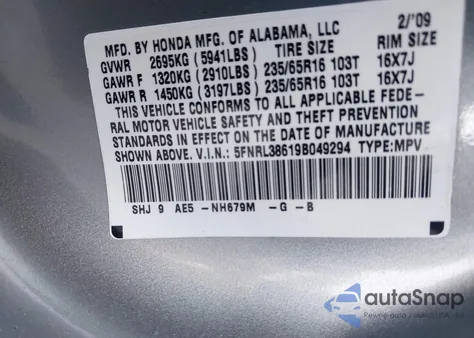 MFD. BY HONDA MFG. OF ALABAMA, LLC 2/'09
GVWR 2695KG (5941LBS) TIRE SIZE RIM SIZE
GAWR F 1320KG (2910LBS) 235/65R16 103T 16X7J
GAWR R 1450KG (3197LBS) 235/65R16 103T 16X7J
THIS VEHICLE CONFORMS TO ALL APPLICABLE FEDE-
RAL MOTOR VEHICLE SAFETY AND THEFT PREVENTION
STANDARDS IN EFFECT ON THE DATE OF MANUFACTURE
SHOWN ABOVE. V.I.N.: 5FNRL38619B049294 TYPE:MPV
SHJ 9 AE5 -NH679M -G -B
autoSnap
Pewne auto z USA